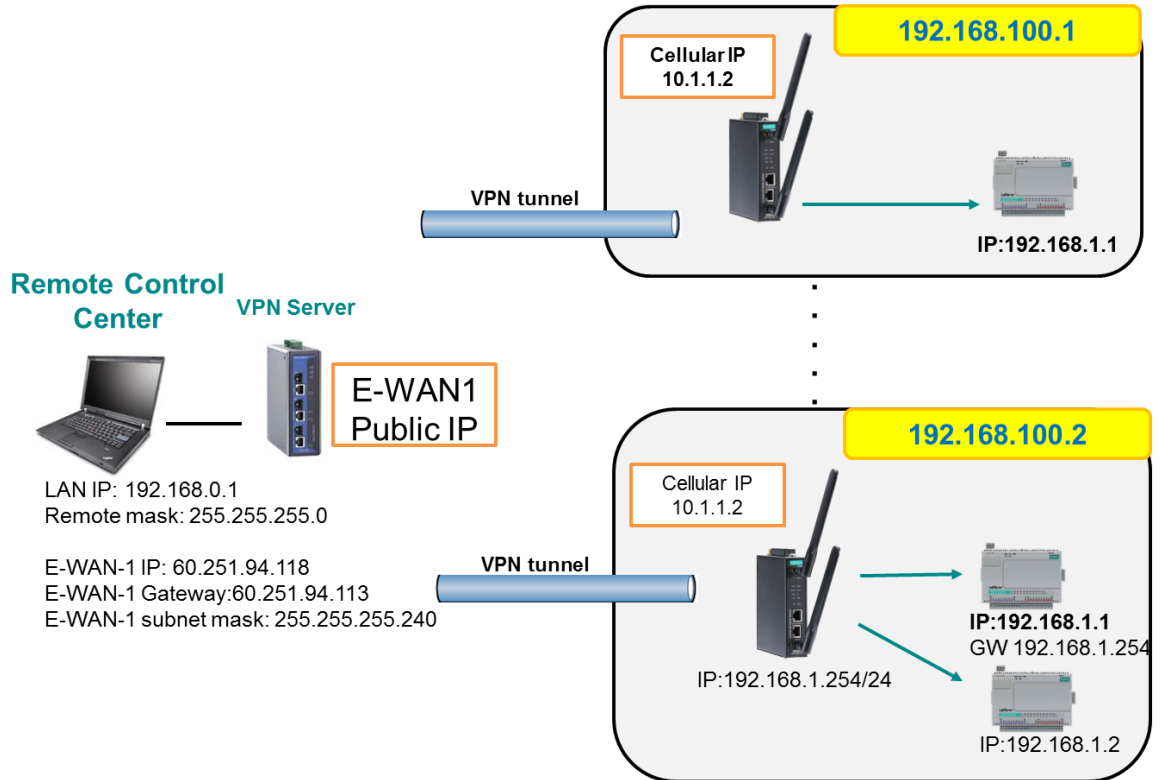 192.168.100.1
Cellular IP
10.1.1.2
VPN tunnel
IP:192.168.1.1
Remote Control
Center
VPN Server
E-WAN1
Public IP
LAN IP: 192.168.0.1
Remote mask: 255.255.255.0
E-WAN-1 IP: 60.251.94.118
E-WAN-1 Gateway:60.251.94.113
E-WAN-1 subnet mask: 255.255.255.240
192.168.100.2
Cellular IP
10.1.1.2
VPN tunnel
IP:192.168.1.254/24
IP:192.168.1.1
GW 192.168.1.254
IP:192.168.1.2